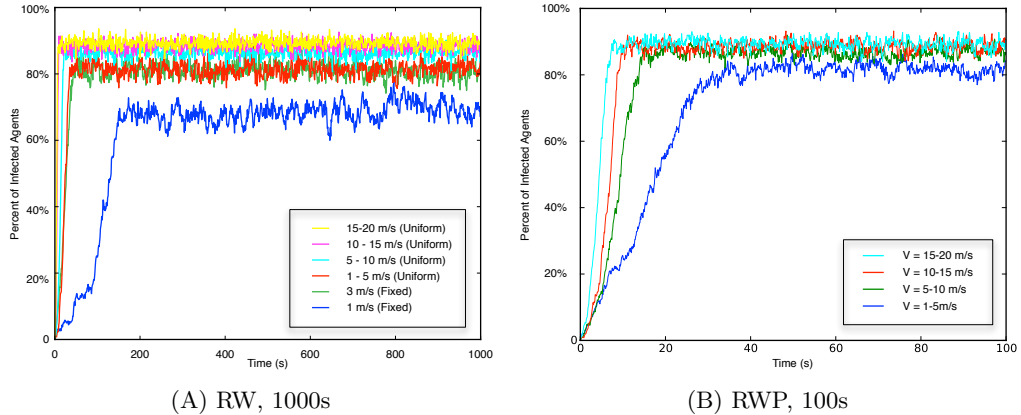 100%
80%
60%
40%
20%
0
0
200
400
600
800
1000
Percent of Infected Agents
Time (s)
15-20 m/s (Uniform)
10 - 15 m/s (Uniform)
5 - 10 m/s (Uniform)
1 - 5 m/s (Uniform)
3 m/s (Fixed)
1 m/s (Fixed)
(A) RW, 1000s
100%
80%
60%
40%
20%
0
0
20
40
60
80
100
Percent of Infected Agents
Time (s)
V = 15-20 m/s
V = 10-15 m/s
V = 5-10 m/s
V = 1-5m/s
(B) RWP, 100s